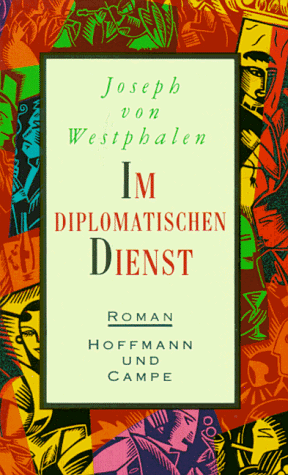 Joseph
von
Westphalen
IM
DIPLOMATISCHEN
DIENST
ROMAN
HOFFMANN
UND
CAMPE